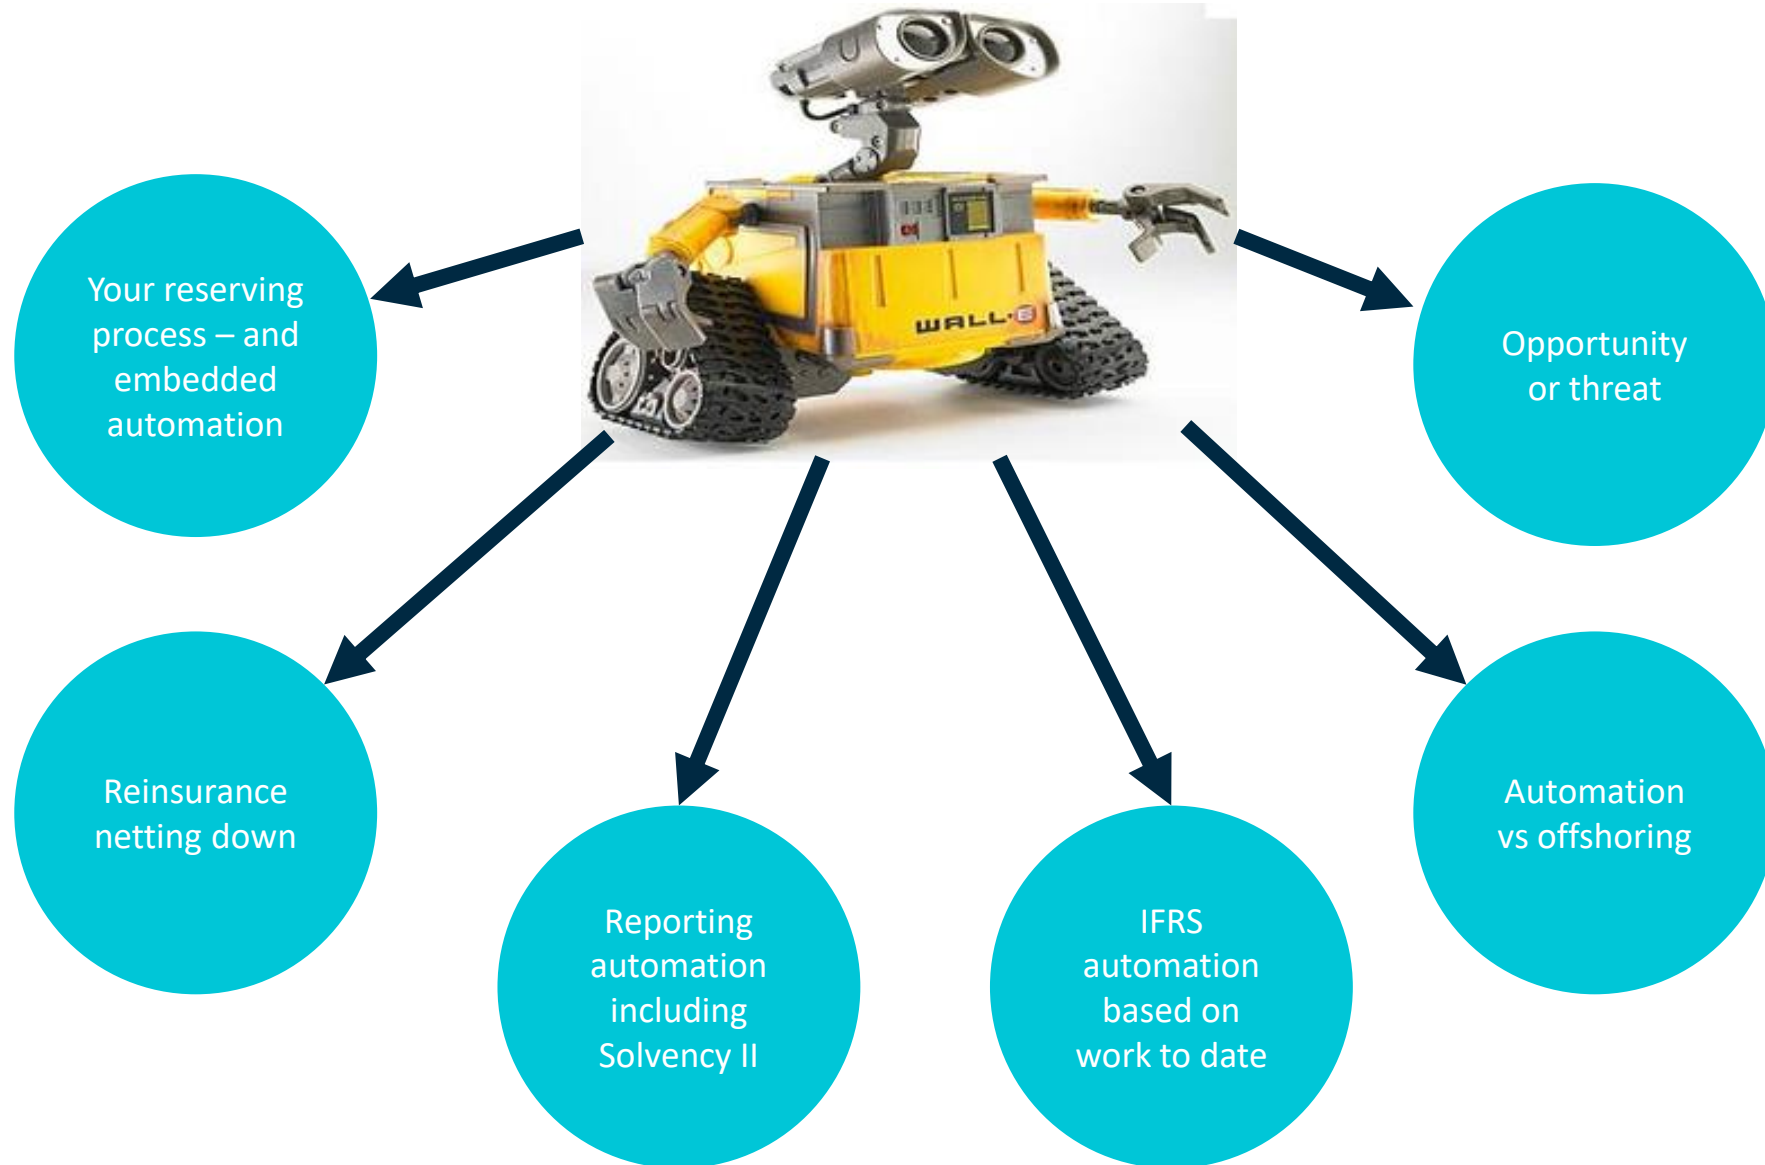 WALL·E
Your reserving
process – and
embedded
automation
Opportunity
or threat
Reinsurance
netting down
Automation
vs offshoring
Reporting
automation
including
Solvency II
IFRS
automation
based on
work to date